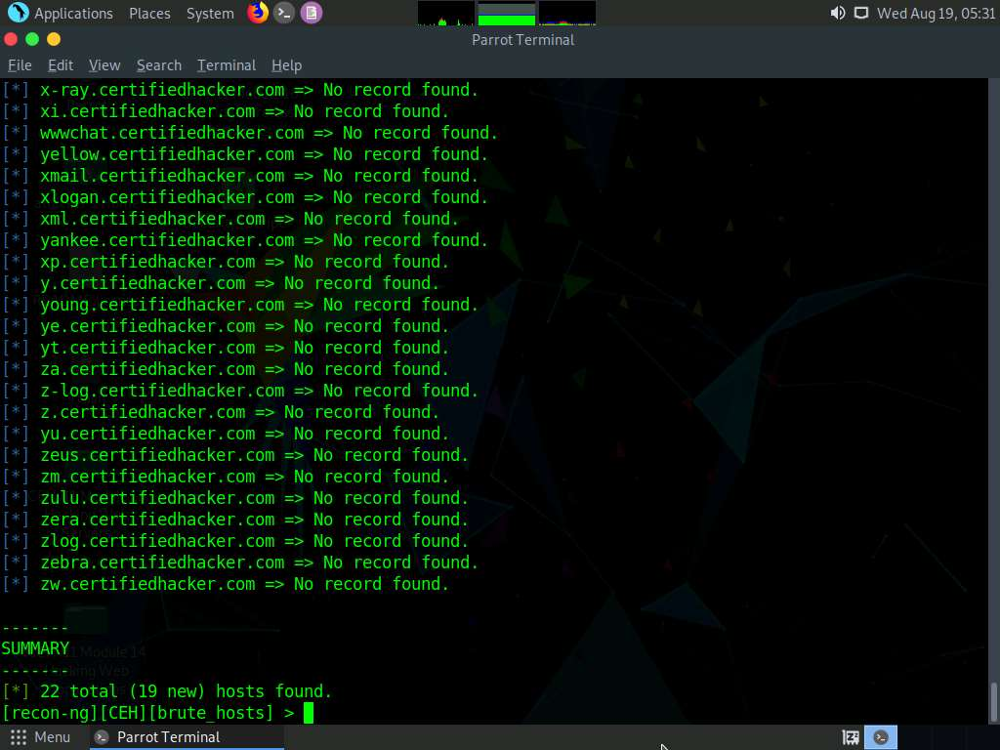 Applications Places System Wed Aug 19, 05:31
Parrot Terminal
File Edit View Search Terminal Help
[*] x-ray.certifiedhacker.com => No record found.
[*] xi.certifiedhacker.com => No record found.
[*] wwwchat.certifiedhacker.com => No record found.
[*] yellow.certifiedhacker.com => No record found.
[*] xmail.certifiedhacker.com => No record found.
[*] xlogan.certifiedhacker.com => No record found.
[*] xml.certifiedhacker.com => No record found.
[*] yankee.certifiedhacker.com => No record found.
[*] xp.certifiedhacker.com => No record found.
[*] y.certifiedhacker.com => No record found.
[*] young.certifiedhacker.com => No record found.
[*] ye.certifiedhacker.com => No record found.
[*] yt.certifiedhacker.com => No record found.
[*] za.certifiedhacker.com => No record found.
[*] z-log.certifiedhacker.com => No record found.
[*] z.certifiedhacker.com => No record found.
[*] yu.certifiedhacker.com => No record found.
[*] zeus.certifiedhacker.com => No record found.
[*] zm.certifiedhacker.com => No record found.
[*] zulu.certifiedhacker.com => No record found.
[*] zera.certifiedhacker.com => No record found.
[*] zlog.certifiedhacker.com => No record found.
[*] zebra.certifiedhacker.com => No record found.
[*] zw.certifiedhacker.com => No record found.
-------
SUMMARY
Module 14
-------
Web
[*] 22 total (19 new) hosts found.
[recon-ng][CEH][brute_hosts] >
Menu Parrot Terminal